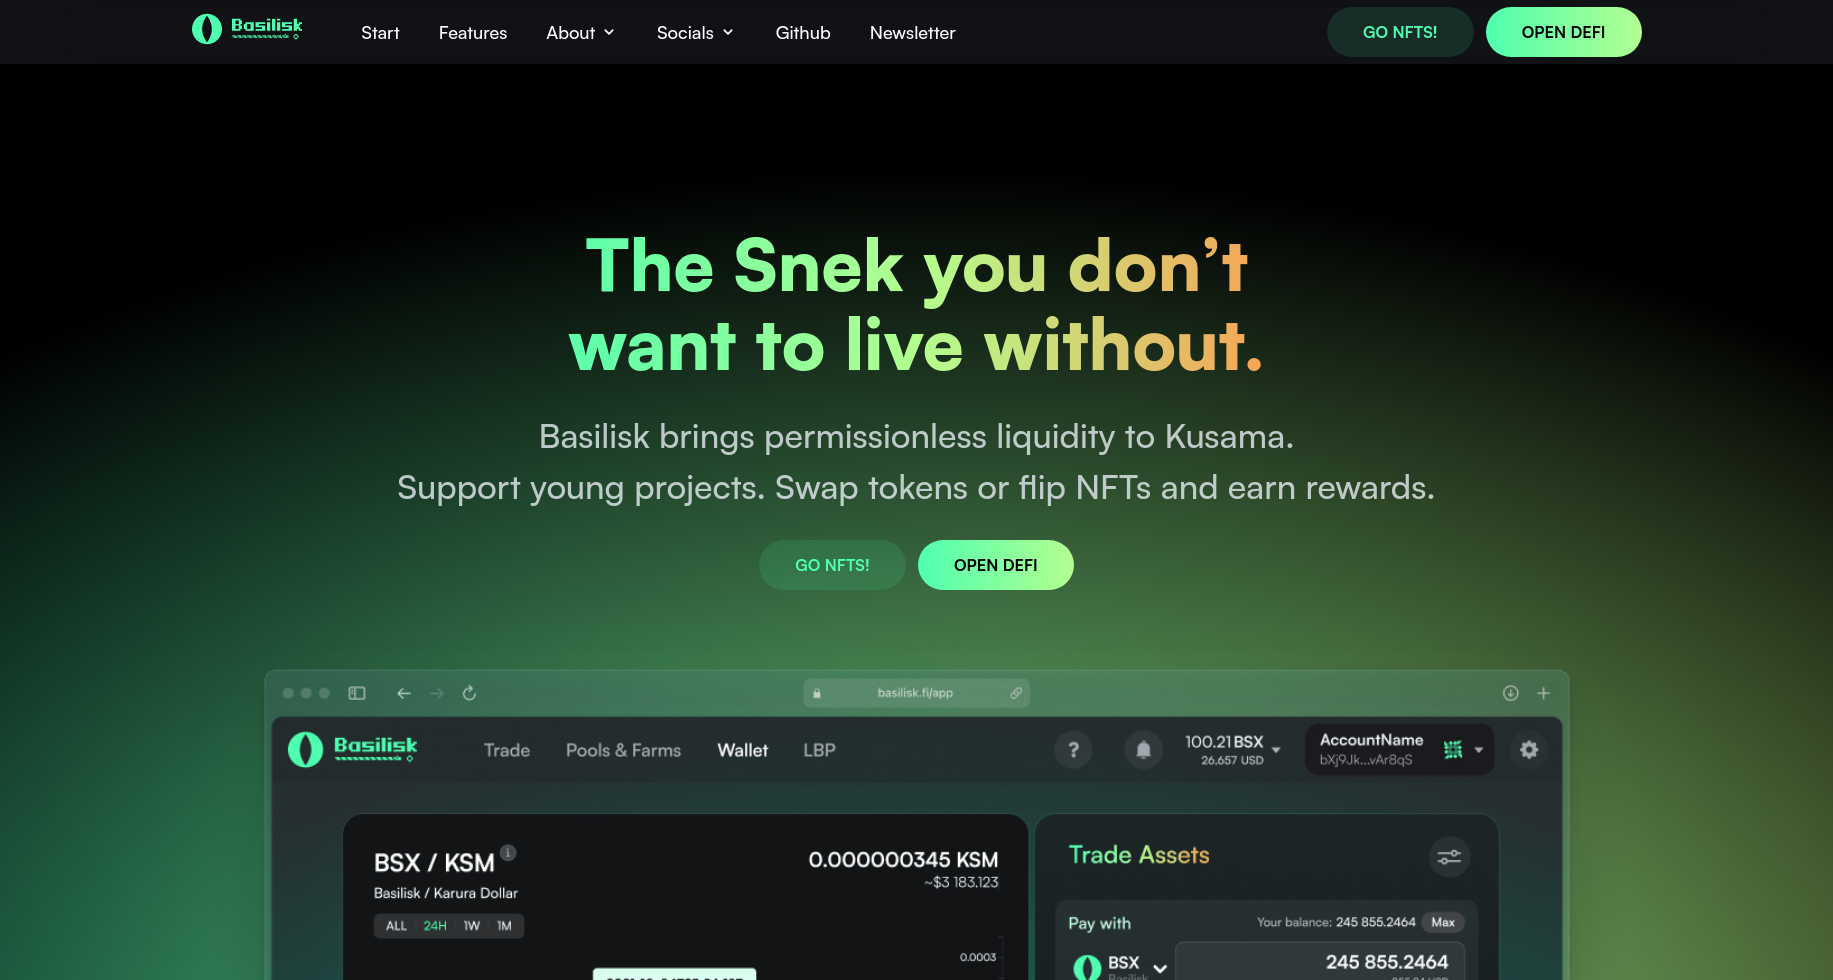 Basilisk
Start
Features
About
Socials
Github
Newsletter
GO NFTS!
OPEN DEFI
The Snek you don’t
want to live without.
Basilisk brings permissionless liquidity to Kusama.
Support young projects. Swap tokens or flip NFTs and earn rewards.
GO NFTS!
OPEN DEFI
basilisk.fi/app
Basilisk
Trade
Pools & Farms
Wallet
LBP
?
100.21 BSX
26,657 USD
AccountName
bXj9Jk...vAr8qS
BSX / KSM
i
Basilisk / Karura Dollar
ALL
24H
1W
1M
0.000000345 KSM
~$3 183.123
0.0003
Trade Assets
Pay with
Your balance: 245 855.2464
Max
BSX
Basilisk
245 855.2464